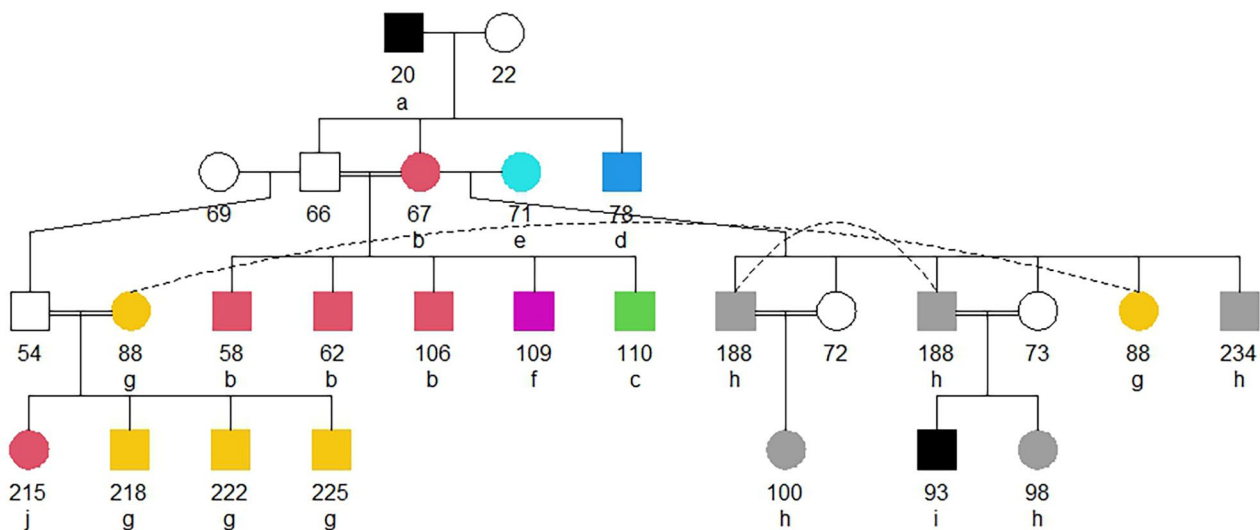 20 22
a
69 66 67 71 78
b e d
54 88 58 62 106 109 110 188 72 188 73 88 234
g b b b f c h h g h
215 218 222 225 100 93 98
j g g g h i h